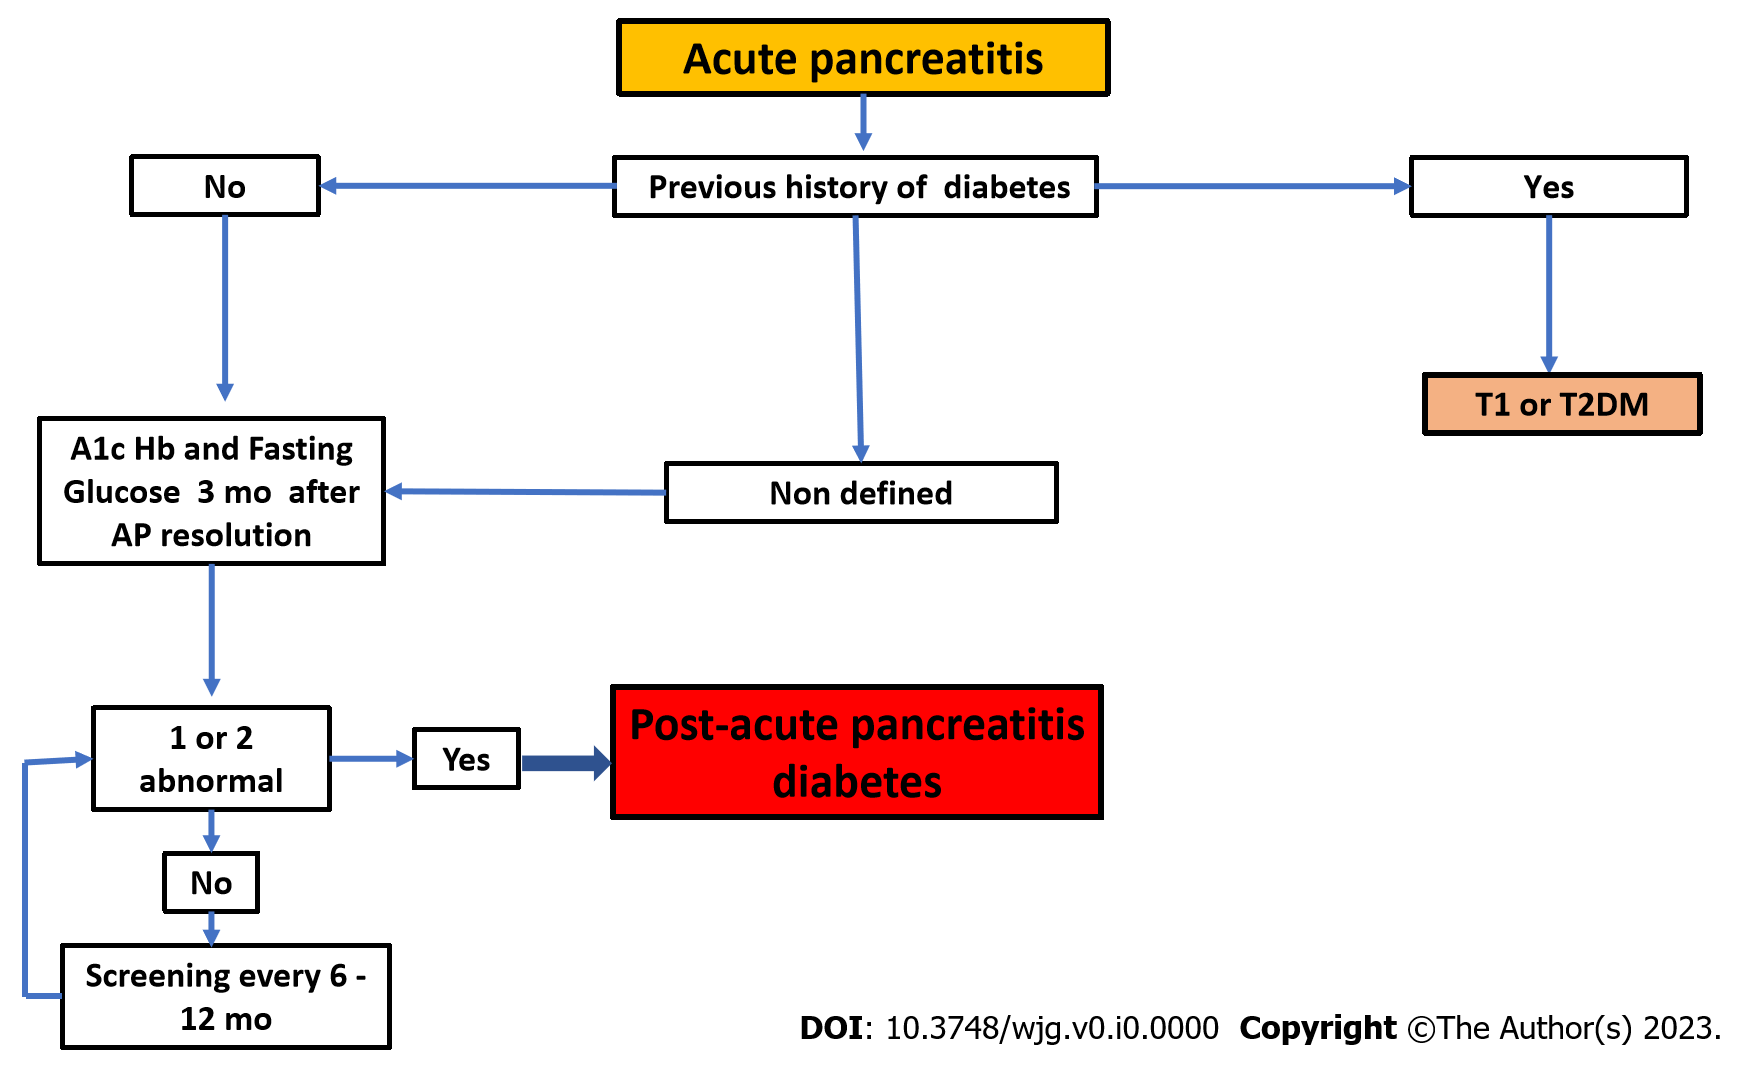 Acute pancreatitis
No
Previous history of diabetes
Yes
T1 or T2DM
A1c Hb and Fasting
Glucose 3 mo after
AP resolution
Non defined
1 or 2
abnormal
Yes
Post-acute pancreatitis
diabetes
No
Screening every 6 -
12 mo
DOI: 10.3748/wjg.v0.i0.0000 Copyright ©The Author(s) 2023.